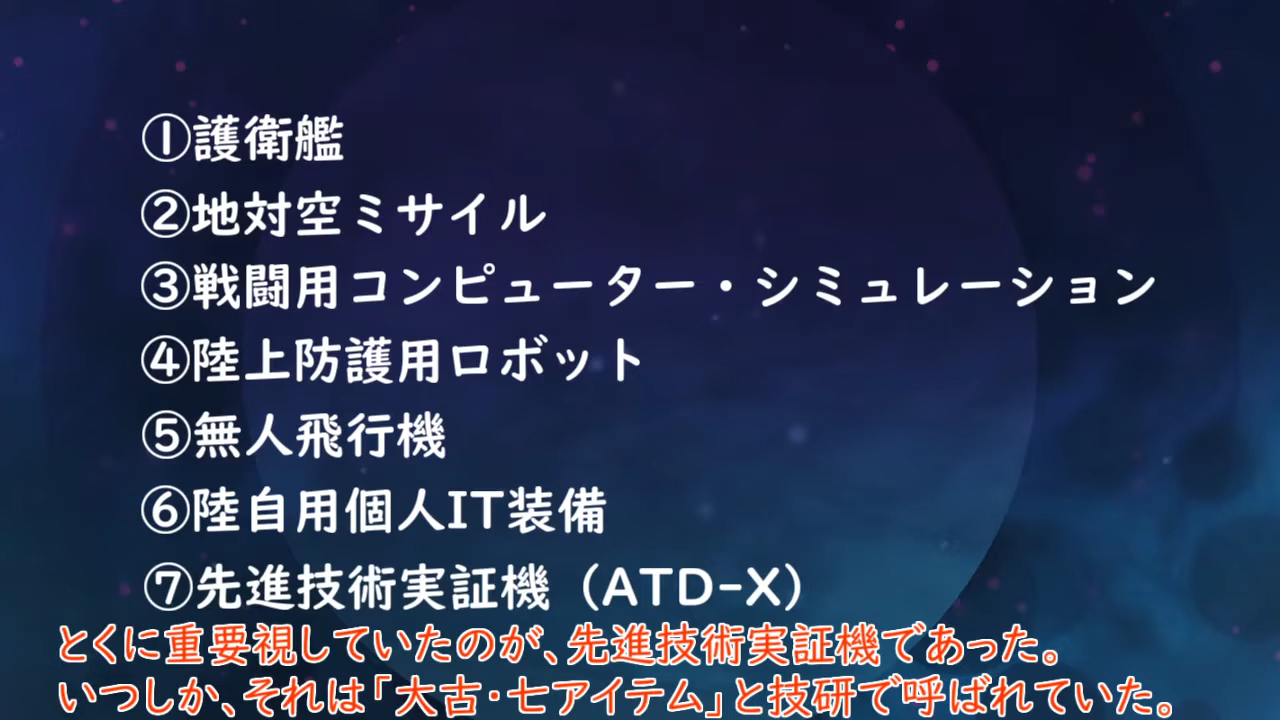 ①護衛艦
②地対空ミサイル
③戦闘用コンピューター・シミュレーション
④陸上防護用ロボット
⑤無人飛行機
⑥陸自用個人IT装備
⑦先進技術実証機（ATD-X）
とくに重要視していたのが、先進技術実証機であった。
いつしか、それは「大古・七アイテム」と技研で呼ばれていた。